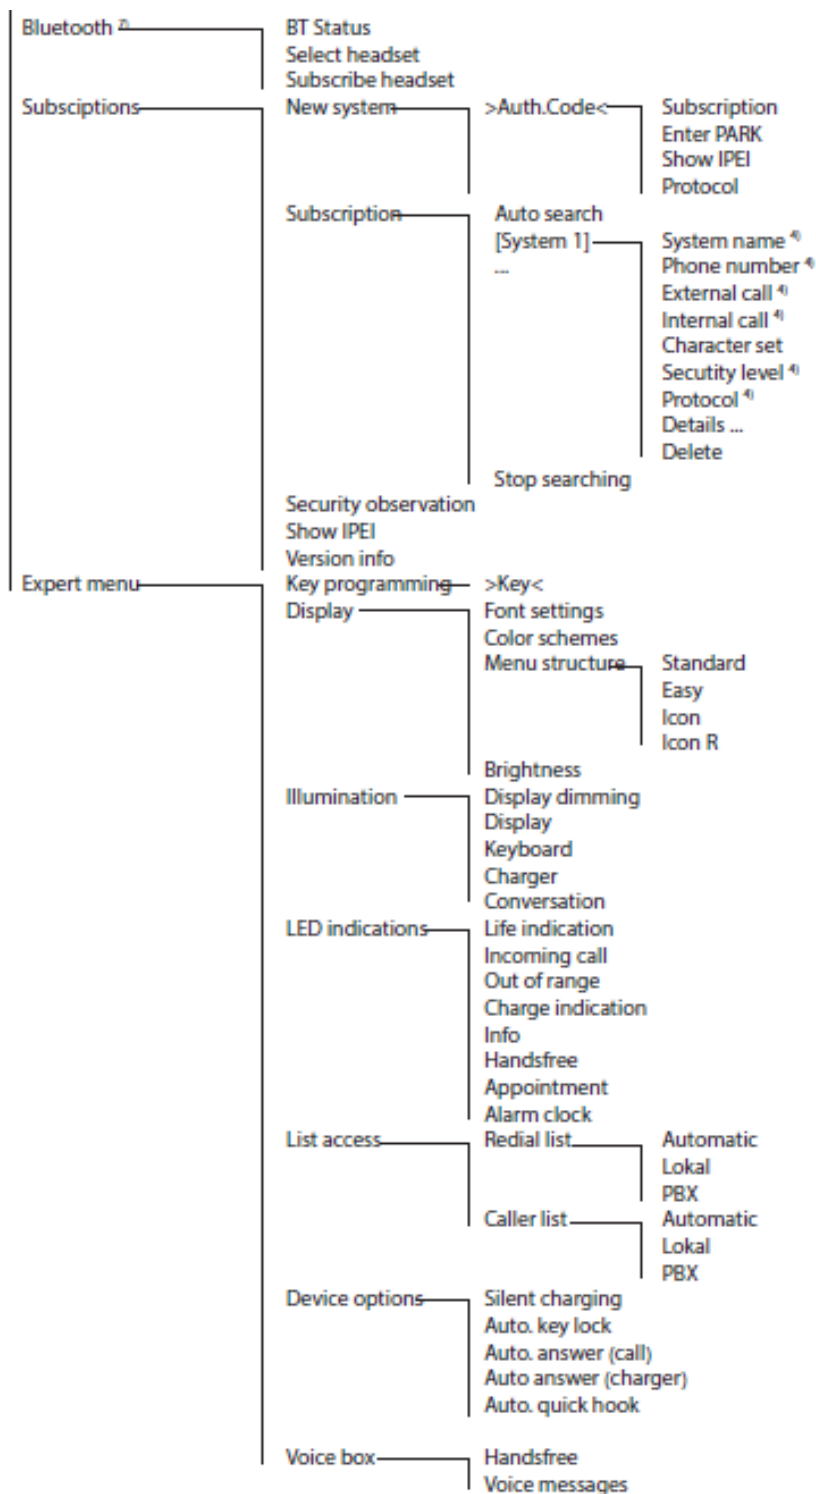 Bluetooth 7) BT Status
Select headset
Subscribe headset
Subsciptions New system >Auth.Code< Subscription
Enter PARK
Show IPEI
Protocol
Subscription Auto search
[System 1] System name 4)
... Phone number 4)
External call 4)
Internal call 4)
Character set
Secutity level 4)
Protocol 4)
Details ...
Delete
Stop searching
Security observation
Show IPEI
Version info
Expert menu Key programming >Key<
Display Font settings
Color schemes
Menu structure Standard
Easy
Icon
Icon R
Brightness
Illumination Display dimming
Display
Keyboard
Charger
Conversation
LED indications Life indication
Incoming call
Out of range
Charge indication
Info
Handsfree
Appointment
Alarm clock
List access Redial list Automatic
Lokal
PBX
Caller list Automatic
Lokal
PBX
Device options Silent charging
Auto. key lock
Auto. answer (call)
Auto answer (charger)
Auto. quick hook
Voice box Handsfree
Voice messages